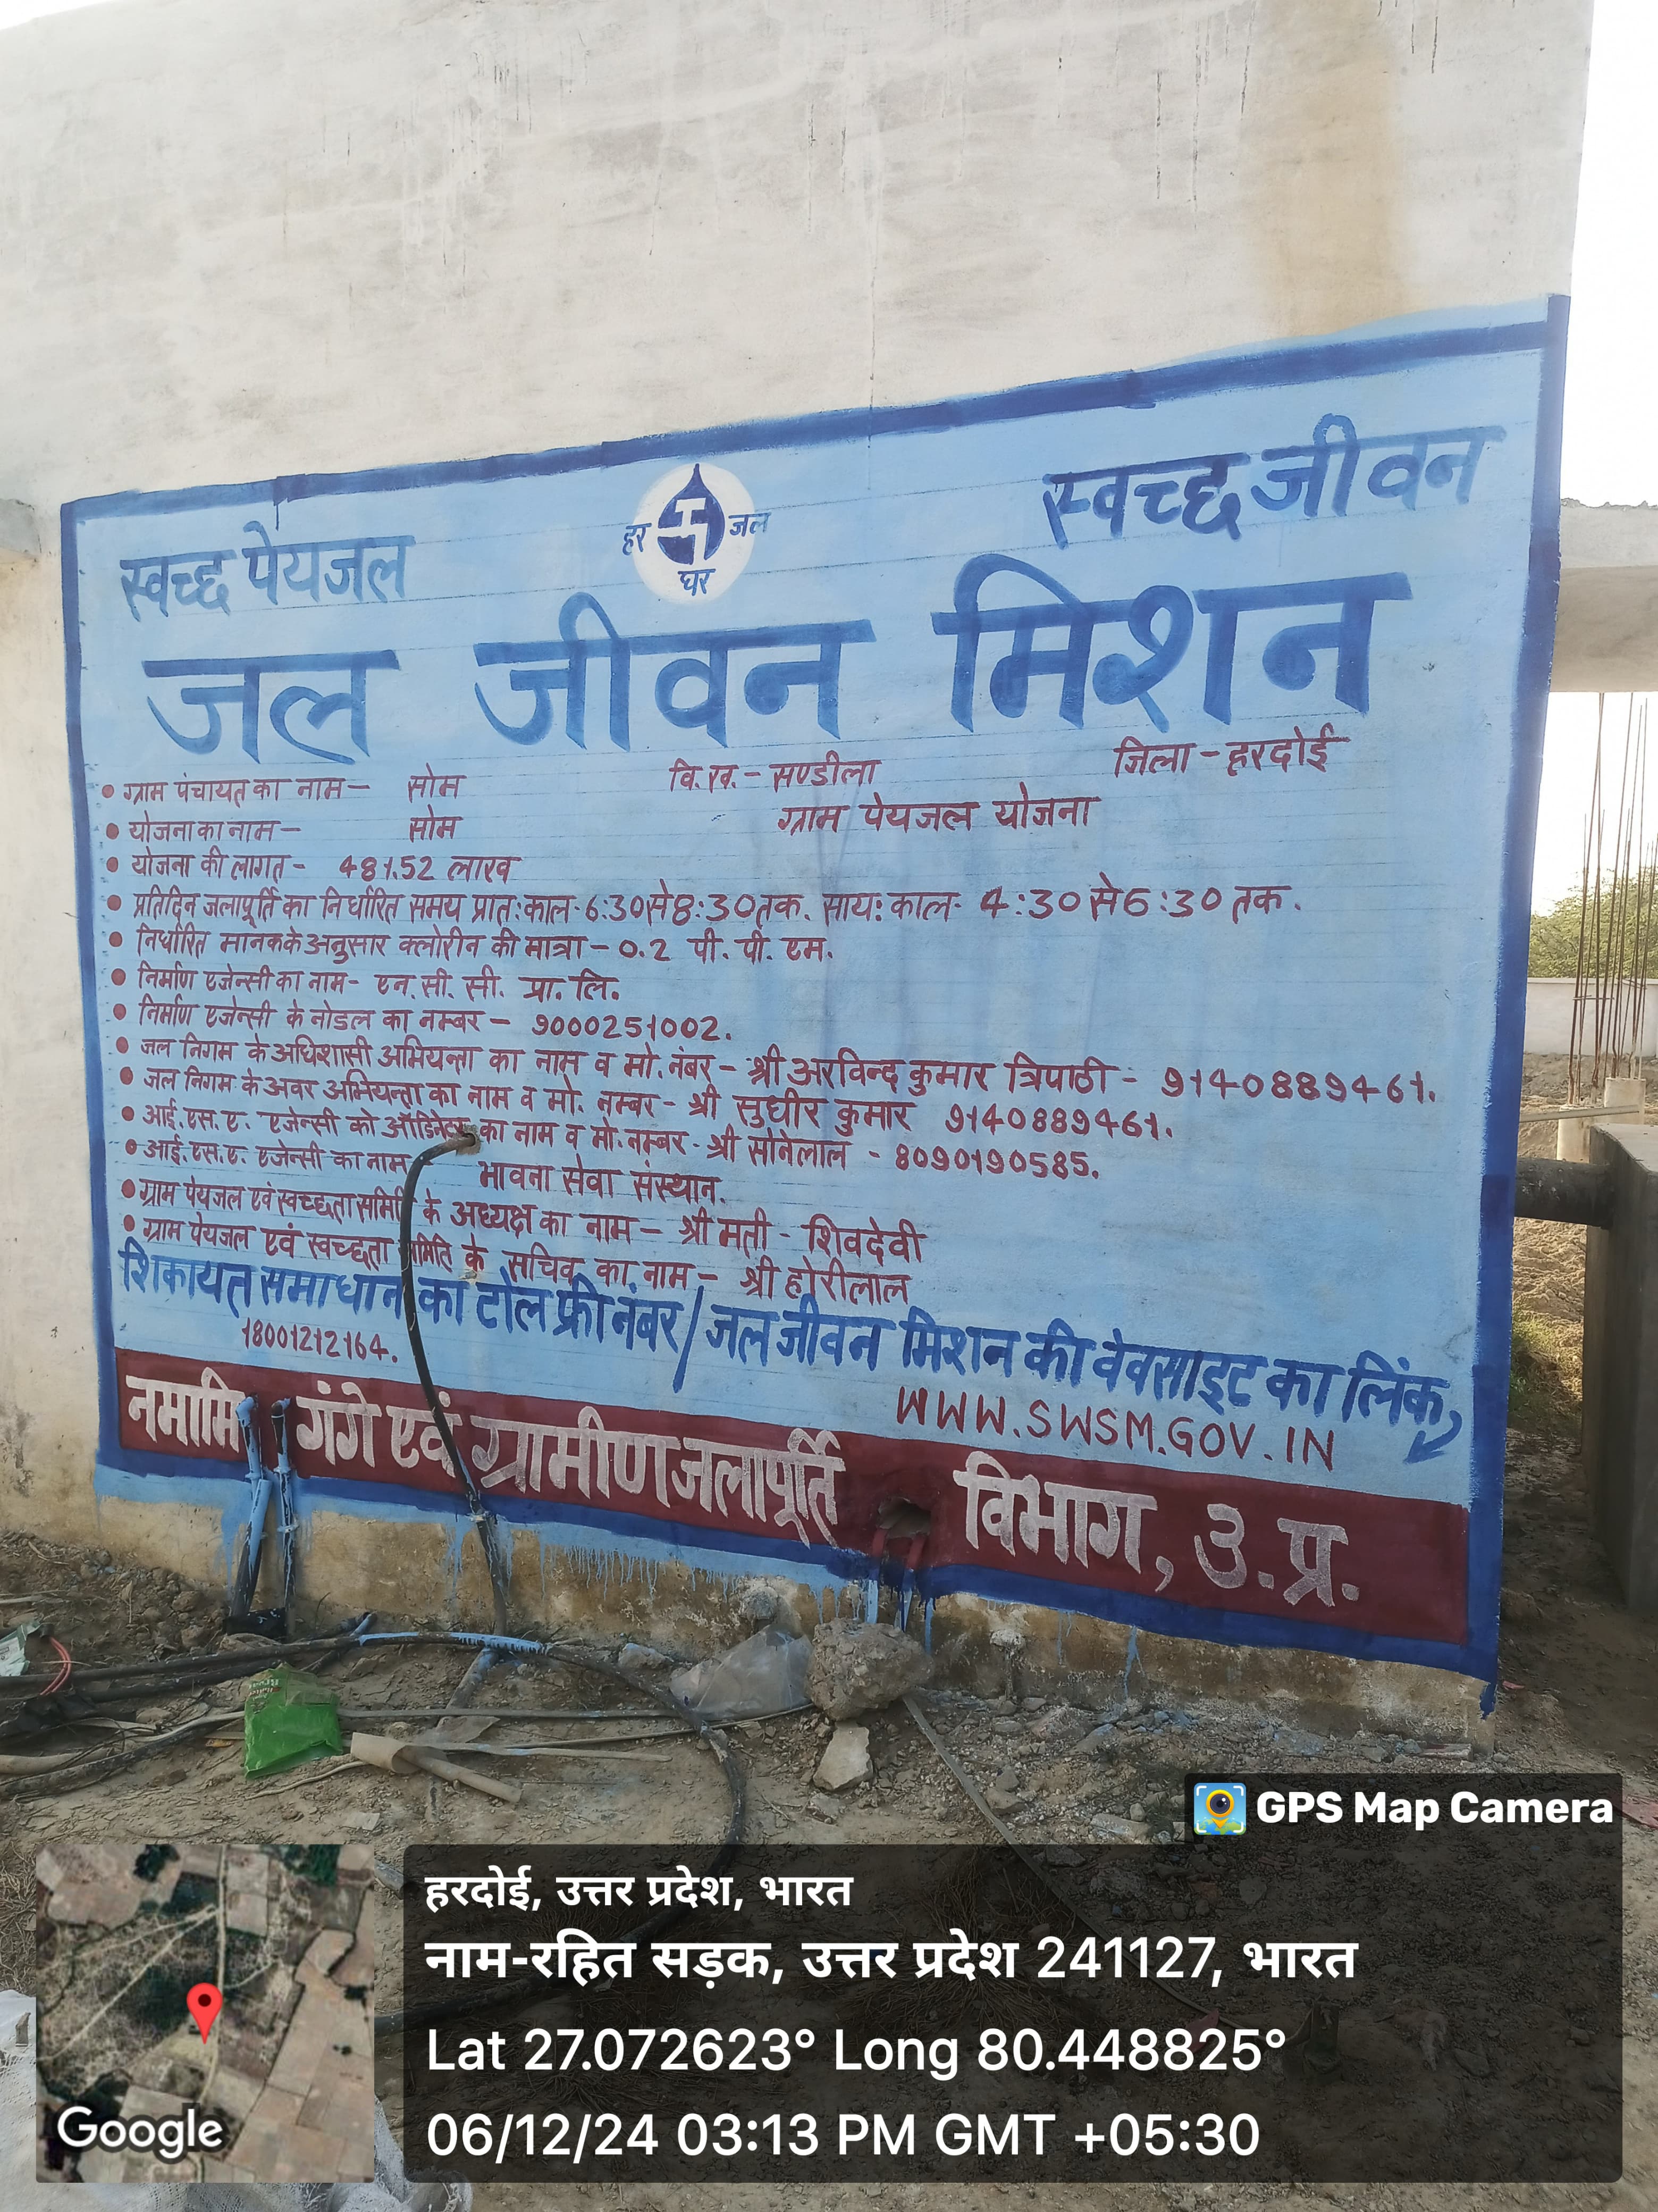 स्वच्छ पेयजल
हर जल
घर
स्वच्छ जीवन
जल जीवन मिशन
• ग्राम पंचायत का नाम— सोम वि.ख.- सण्डीला जिला - हरदोई
• योजना का नाम— सोम ग्राम पेयजल योजना
• योजना की लागत- 481.52 लाख
• प्रतिदिन जलापूर्ति का निर्धारित समय प्रात:काल-6:30से8:30तक. साय:काल- 4:30से6:30 तक.
• निर्धारित मानकके अनुसार क्लोरीन की मात्रा - 0.2 पी. पी. एम.
• निर्माण एजेन्सी का नाम- एन. सी. सी. प्रा. लि.
• निर्माण एजेन्सी के नोडल का नम्बर — 9000251002.
• जल निगम के अधिशासी अभियन्ता का नाम व मो. नंबर- श्री अरविन्द कुमार त्रिपाठी - 9140889461.
• जल निगम के अवर अभियन्ता का नाम व मो. नम्बर- श्री सुधीर कुमार 9140889461.
• आई.एस.ए. एजेन्सी को का नाम व मो. नम्बर - श्री सोनेलाल - 8090190585.
• आई.एस.ए. एजेन्सी का नाम भावना सेवा संस्थान.
• ग्राम पेयजल एवं स्वच्छता समिति के अध्यक्ष का नाम — श्री मती - शिवदेवी
• ग्राम पेयजल एवं स्वच्छता समिति के सचिव का नाम — श्री होरीलाल
शिकायत समाधान का टोल फ्री नंबर/जल जीवन मिशन की वेवसाइट का लिंक
18001212164.
WWW.SWSM.GOV.IN
नमामि गंगे एवं ग्रामीण जलापूर्ति विभाग, उ.प्र.
GPS Map Camera
हरदोई, उत्तर प्रदेश, भारत
नाम-रहित सड़क, उत्तर प्रदेश 241127, भारत
Lat 27.072623° Long 80.448825°
06/12/24 03:13 PM GMT +05:30
Google